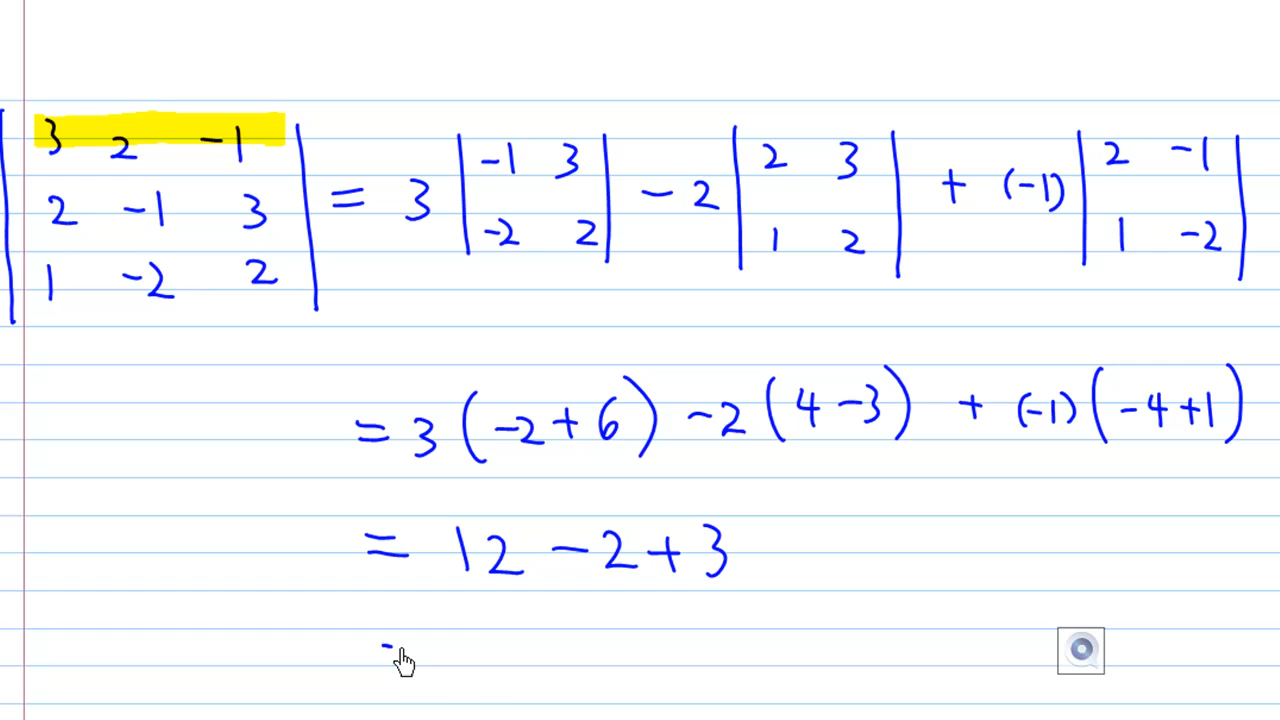 | 3 2 -1 | = 3 | -1 3 | - 2 | 2 3 | + (-1) | 2 -1 |
| 2 -1 3 | | -2 2 | | 1 2 | | 1 -2 |
| 1 -2 2 |
= 3 ( -2 + 6 ) - 2 ( 4 - 3 ) + (-1) ( -4 + 1 )
= 12 - 2 + 3
-